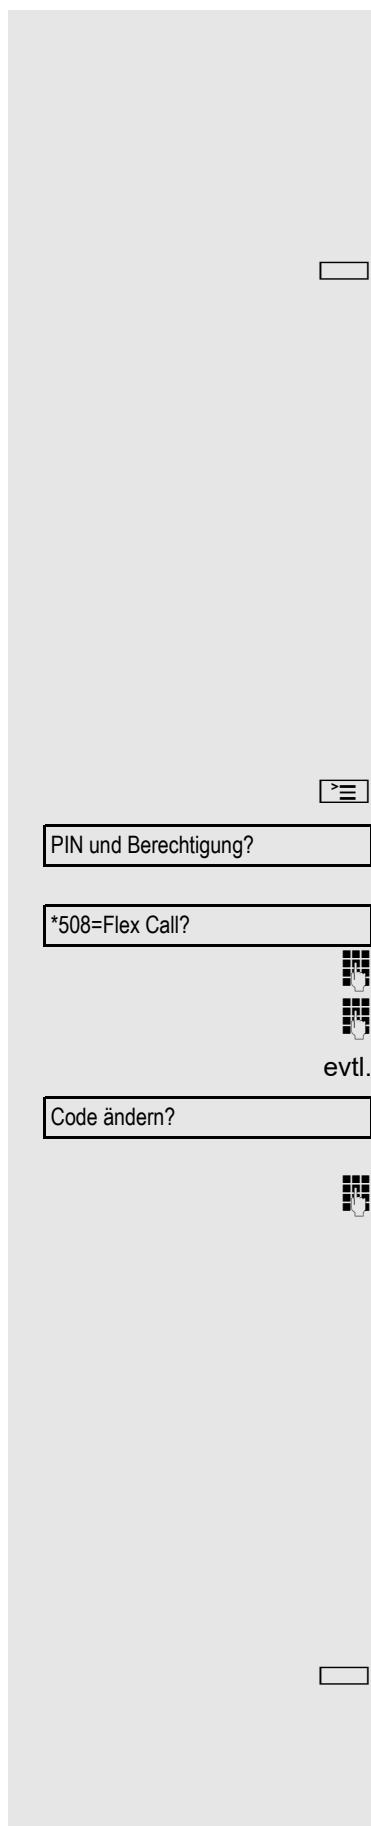 PIN und Berechtigung?
*508=Flex Call?
evtl.
Code ändern?